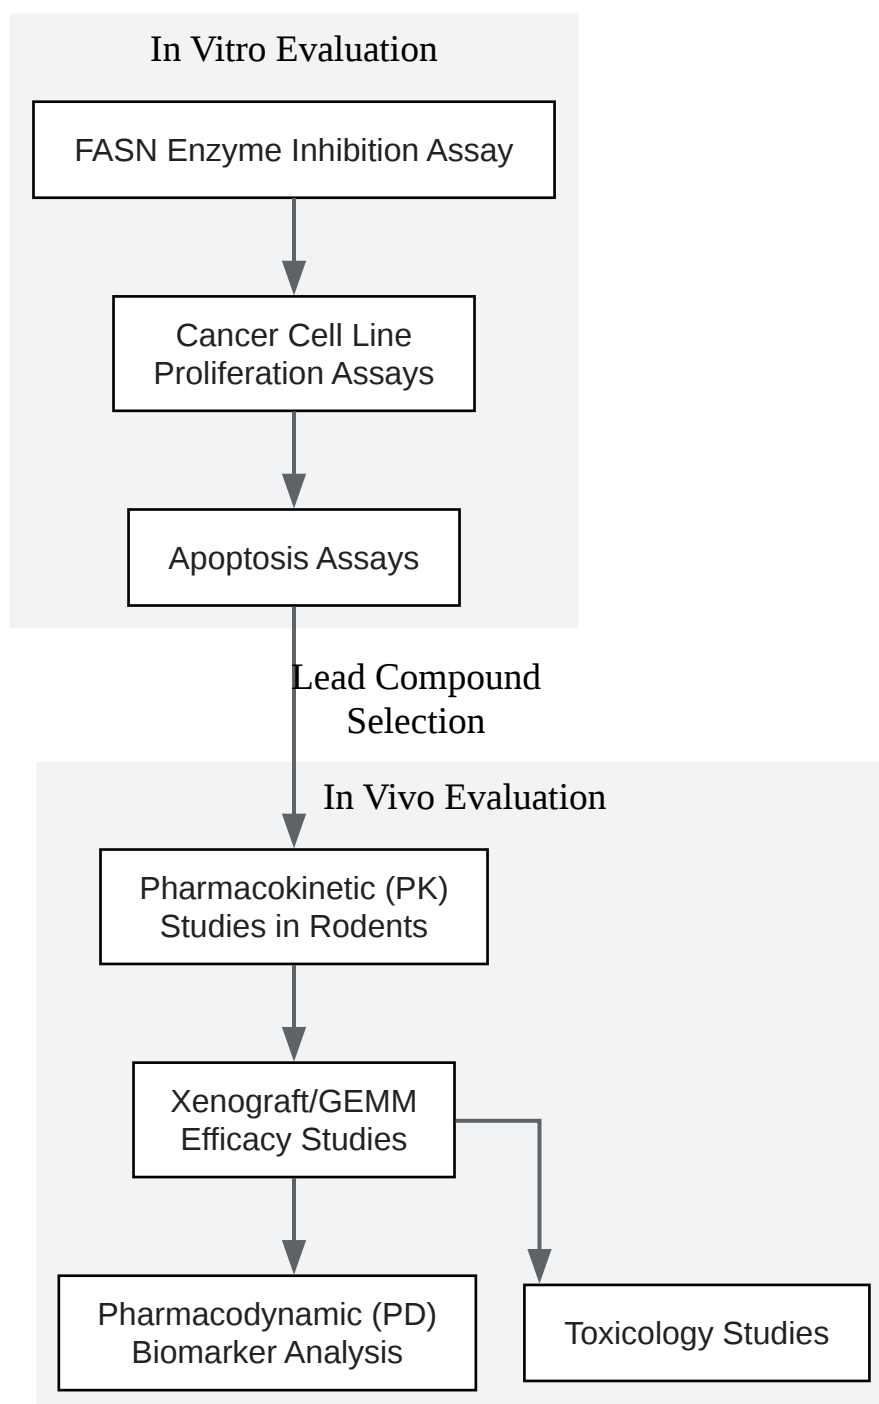 In Vitro Evaluation
FASN Enzyme Inhibition Assay
Cancer Cell Line
Proliferation Assays
Apoptosis Assays
Lead Compound
Selection
In Vivo Evaluation
Pharmacokinetic (PK)
Studies in Rodents
Xenograft/GEMM
Efficacy Studies
Pharmacodynamic (PD)
Biomarker Analysis
Toxicology Studies